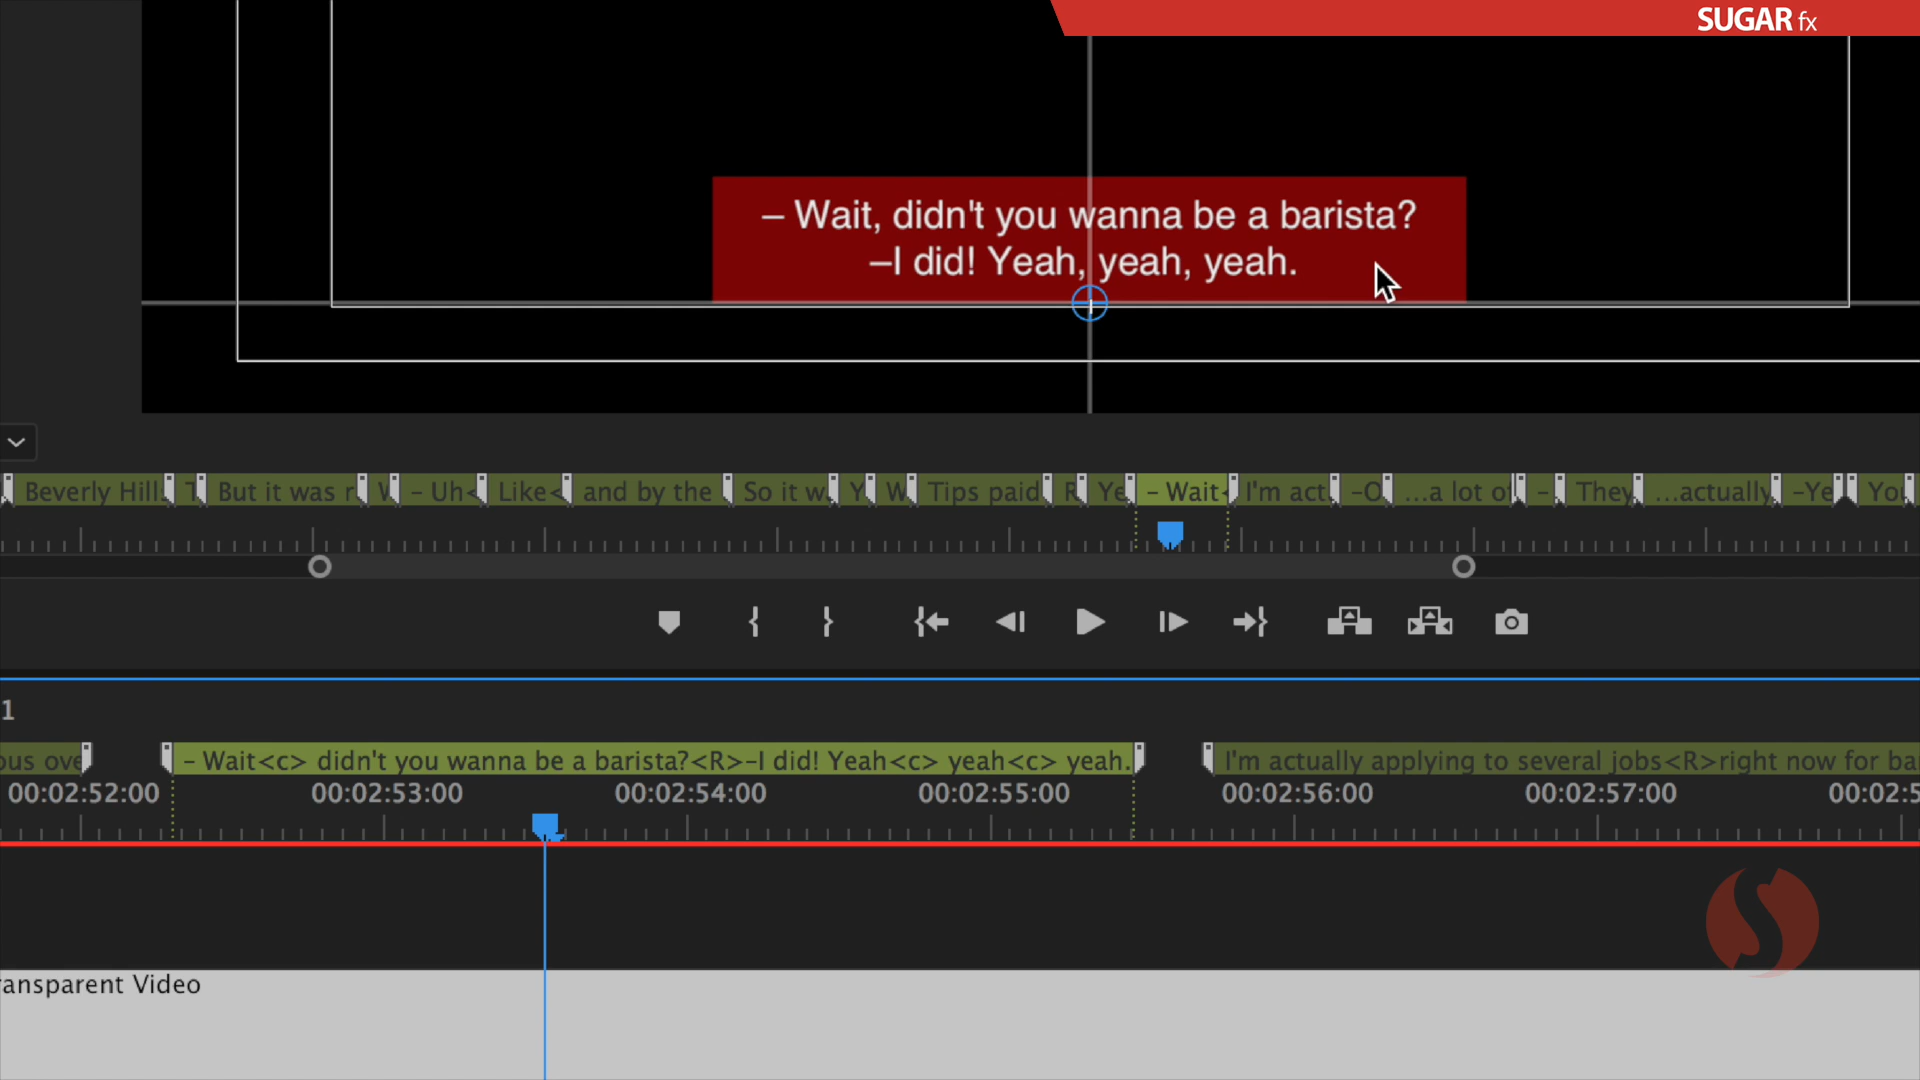 SUGAR fx
– Wait, didn't you wanna be a barista?
–I did! Yeah, yeah, yeah.
Beverly Hill T But it was r - Uh< Like< and by the So it w Y W Tips paid R Ye - Wait< I'm act –O ...a lot of - They ...actually –Ye You
1
ous ove - Wait<c> didn't you wanna be a barista?<R>–I did! Yeah<c> yeah<c> yeah. I'm actually applying to several jobs<R>right now for ba
00:02:52:00 00:02:53:00 00:02:54:00 00:02:55:00 00:02:56:00 00:02:57:00 00:02:5
ansparent Video